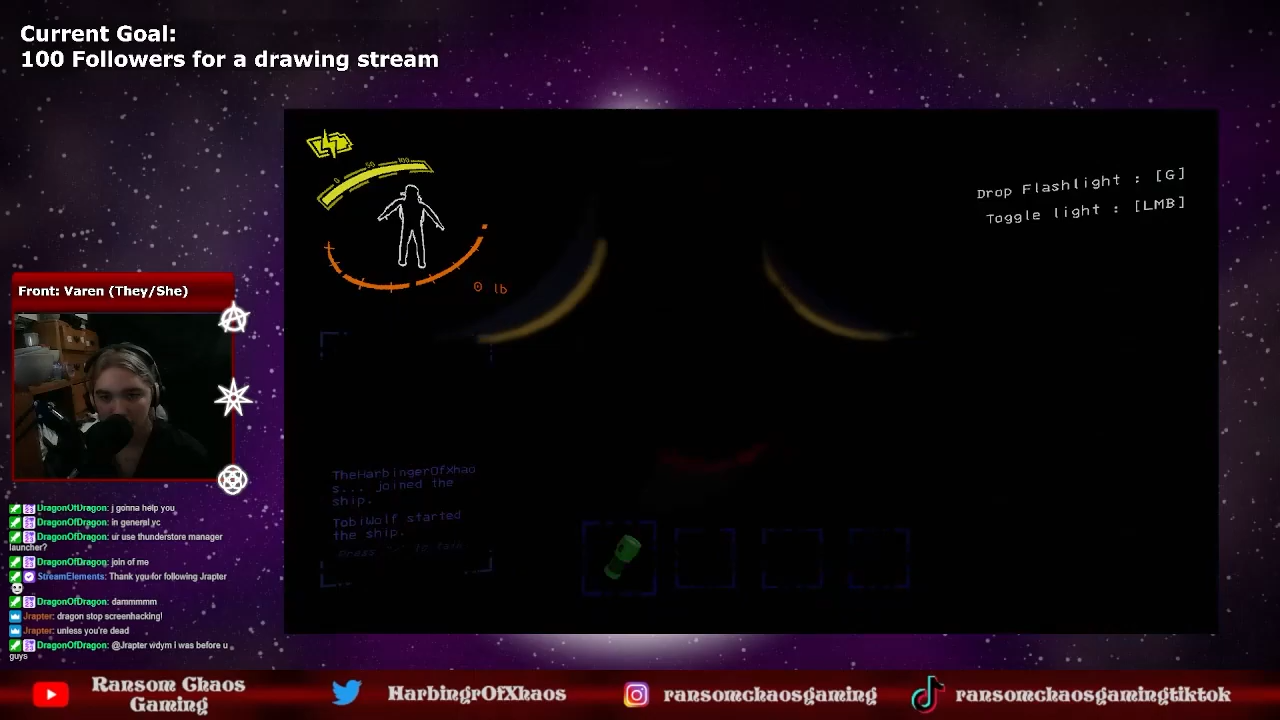 Current Goal:
100 Followers for a drawing stream
0 50 100
0 lb
Drop Flashlight : [G]
Toggle light : [LMB]
TheHarbingerOfXhao
s... joined the
ship.
TobiWolf started
the ship.
Front: Varen (They/She)
DragonOfDragon: j gonna help you
DragonOfDragon: in general yc
DragonOfDragon: ur use thunderstore manager
launcher?
DragonOfDragon: join of me
StreamElements: Thank you for following Jrapter
DragonOfDragon: dammmmm
Jrapter: dragon stop screenhacking!
Jrapter: unless you're dead
DragonOfDragon: @Jrapter wdym i was before u
guys
Ransom Chaos
Gaming
HarbingrOfXhaos
ransomchaosgaming
ransomchaosgamingtiktok